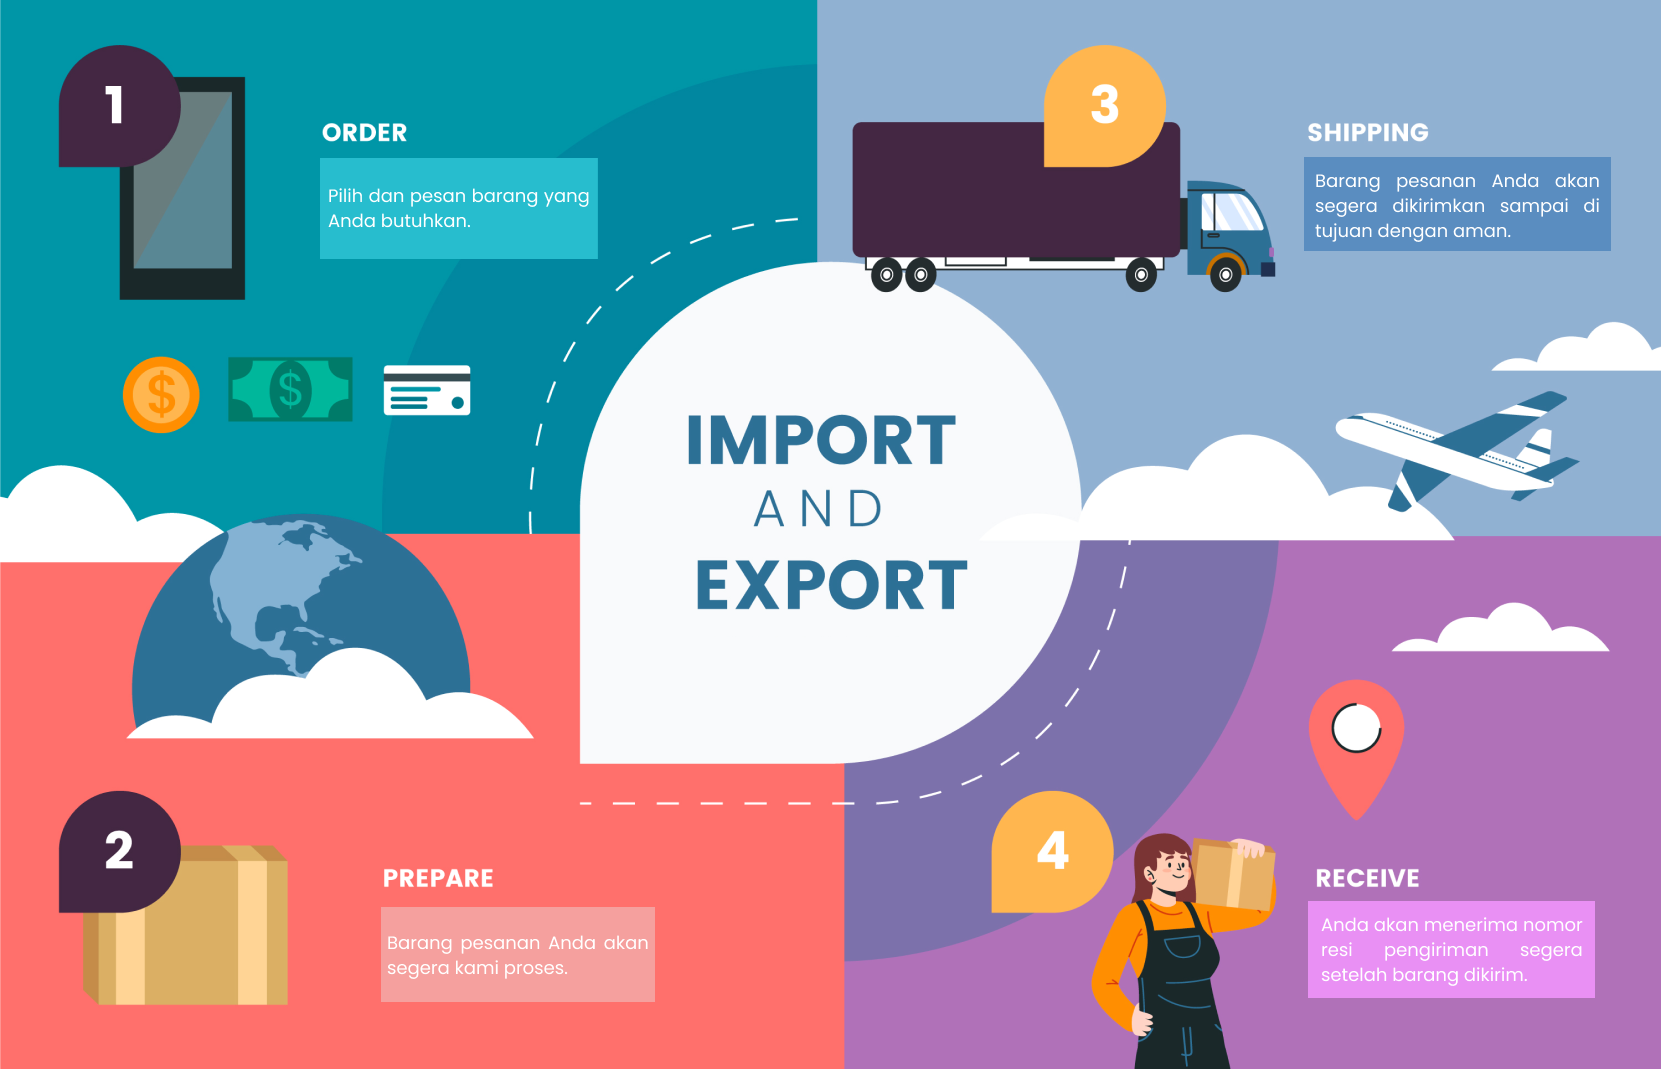 1
ORDER
Pilih dan pesan barang yang
Anda butuhkan.
$
$
2
PREPARE
Barang pesanan Anda akan
segera kami proses.
IMPORT
AND
EXPORT
3
SHIPPING
Barang pesanan Anda akan
segera dikirimkan sampai di
tujuan dengan aman.
4
RECEIVE
Anda akan menerima nomor
resi pengiriman segera
setelah barang dikirim.